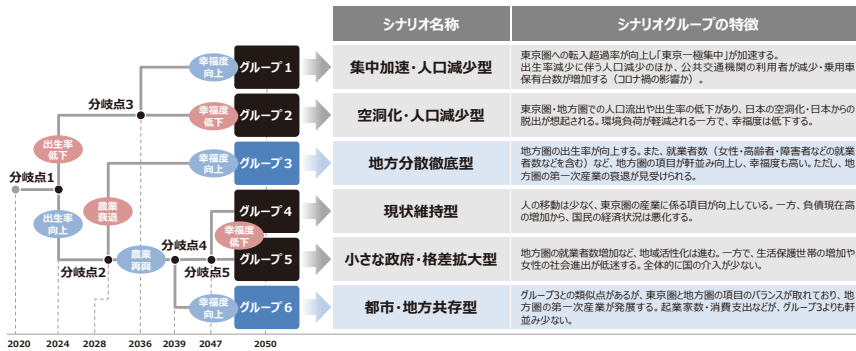 シナリオ名称
シナリオグループの特徴
幸福度
向上
グループ1
集中加速・人口減少型
東京圏への転入超過率が向上し「東京一極集中」が加速する。
出生率減少に伴う人口減少のほか、公共交通機関の利用者が減少・乗用車
保有台数が増加する（コロナ禍の影響か）。
分岐点3
幸福度
低下
グループ2
空洞化・人口減少型
東京圏・地方圏での人口流出や出生率の低下があり、日本の空洞化・日本からの
脱出が想起される。環境負荷が軽減される一方で、幸福度は低下する。
出生率
低下
幸福度
向上
グループ3
地方分散徹底型
地方圏の出生率が向上する。また、就業者数（女性・高齢者・障害者などの就業
者数などを含む）など、地方圏の項目が軒並み向上し、幸福度も高い。ただし、地
方圏の第一次産業の衰退が見受けられる。
分岐点1
出生率
向上
農業
衰退
グループ4
現状維持型
人の移動は少なく、東京圏の産業に係る項目が向上している。一方、負債現在高
の増加から、国民の経済状況は悪化する。
幸福度
低下
分岐点2
農業
再興
分岐点4
分岐点5
グループ5
小さな政府・格差拡大型
地方圏の就業者数増加など、地域活性化は進む。一方で、生活保護世帯の増加や
女性の社会進出が低迷する。全体的に国の介入が少ない。
幸福度
向上
グループ6
都市・地方共存型
グループ3との類似点があるが、東京圏と地方圏の項目のバランスが取れており、地
方圏の第一次産業が発展する。起業家数・消費支出などが、グループ3よりも軒
並み少ない。
2020 2024 2028 2036 2039 2047 2050